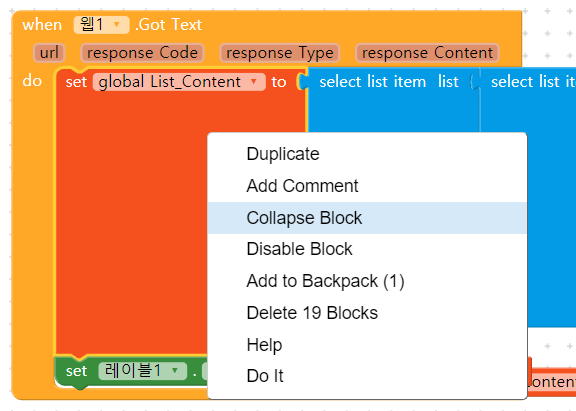 when 웹1 .Got Text
url response Code response Type response Content
do set global List_Content to select list item list select list
Duplicate
Add Comment
Collapse Block
Disable Block
Add to Backpack (1)
Delete 19 Blocks
Help
Do It
set 레이블1 .